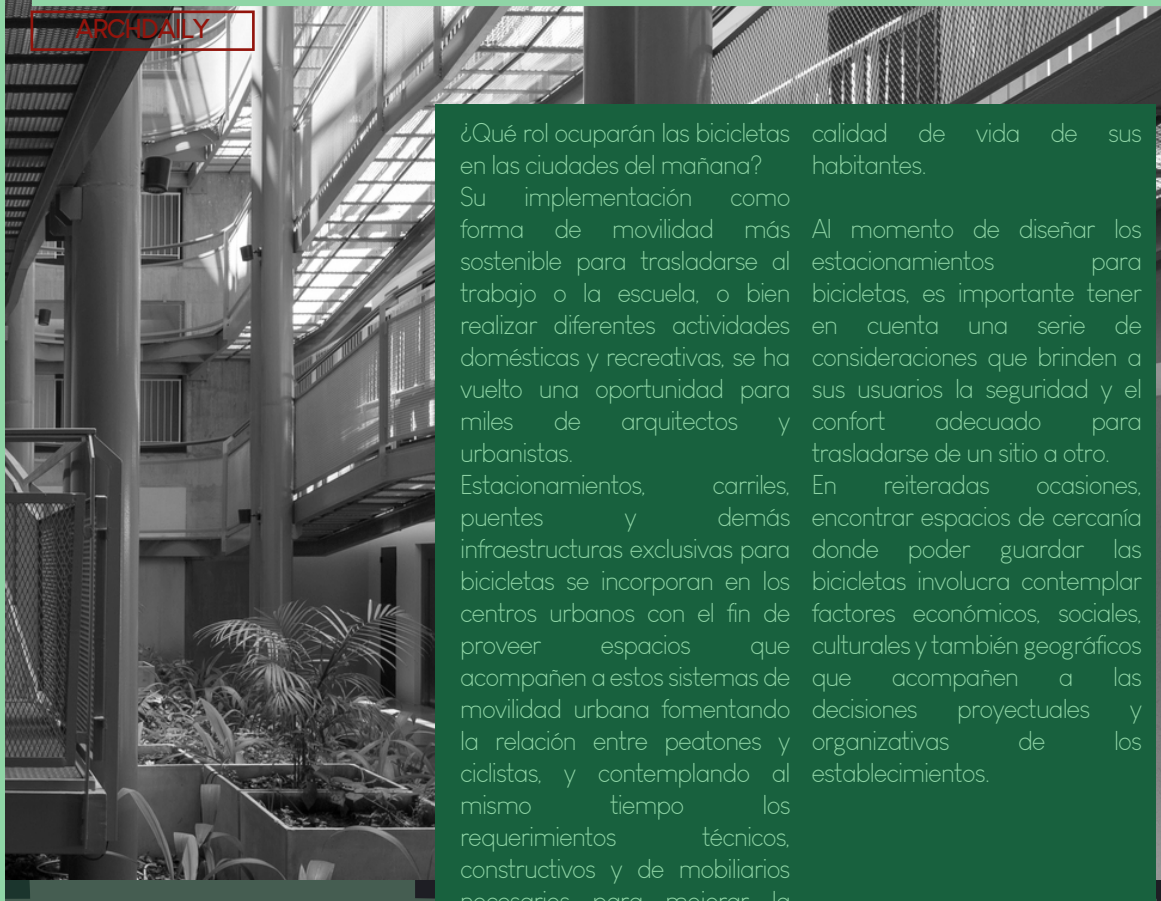 ARCHDAILY
¿Qué rol ocuparán las bicicletas
en las ciudades del mañana?
Su implementación como
forma de movilidad más
sostenible para trasladarse al
trabajo o la escuela, o bien
realizar diferentes actividades
domésticas y recreativas, se ha
vuelto una oportunidad para
miles de arquitectos y
urbanistas.
Estacionamientos, carriles,
puentes y demás
infraestructuras exclusivas para
bicicletas se incorporan en los
centros urbanos con el fin de
proveer espacios que
acompañen a estos sistemas de
movilidad urbana fomentando
la relación entre peatones y
ciclistas, y contemplando al
mismo tiempo los
requerimientos técnicos,
constructivos y de mobiliarios
necesarios para mejorar la
calidad de vida de sus
habitantes.
Al momento de diseñar los
estacionamientos para
bicicletas, es importante tener
en cuenta una serie de
consideraciones que brinden a
sus usuarios la seguridad y el
confort adecuado para
trasladarse de un sitio a otro.
En reiteradas ocasiones,
encontrar espacios de cercanía
donde poder guardar las
bicicletas involucra contemplar
factores económicos, sociales,
culturales y también geográficos
que acompañen a las
decisiones proyectuales y
organizativas de los
establecimientos.